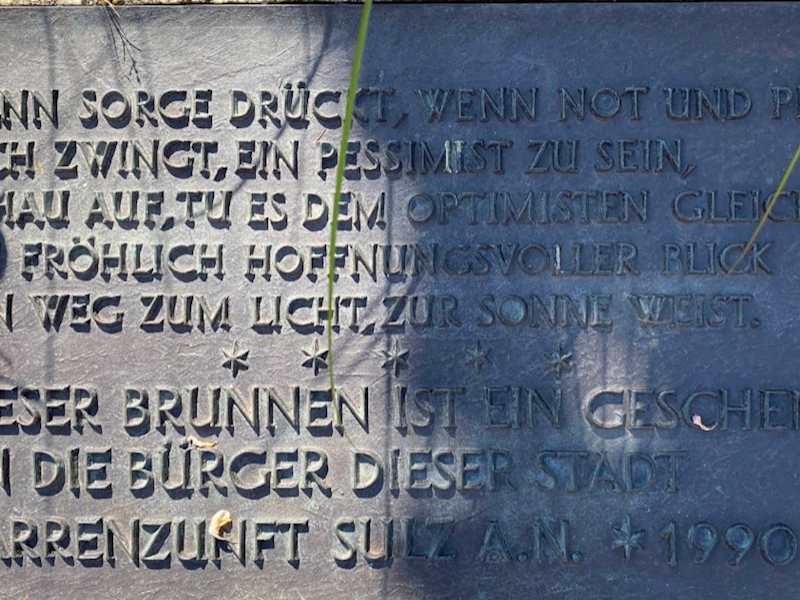 NN SORGE DRÜCKT, WENN NOT UND P
CH ZWINGT, EIN PESSIMIST ZU SEIN,
HAU AUF, TU ES DEM OPTIMISTEN GLEIC
FRÖHLICH HOFFNUNGSVOLLER BLICK
N WEG ZUM LICHT, ZUR SONNE WEIST.
* * * * *
ESER BRUNNEN IST EIN GESCHEN
N DIE BÜRGER DIESER STADT
ARRENZUNFT SULZ A.N. * 1990